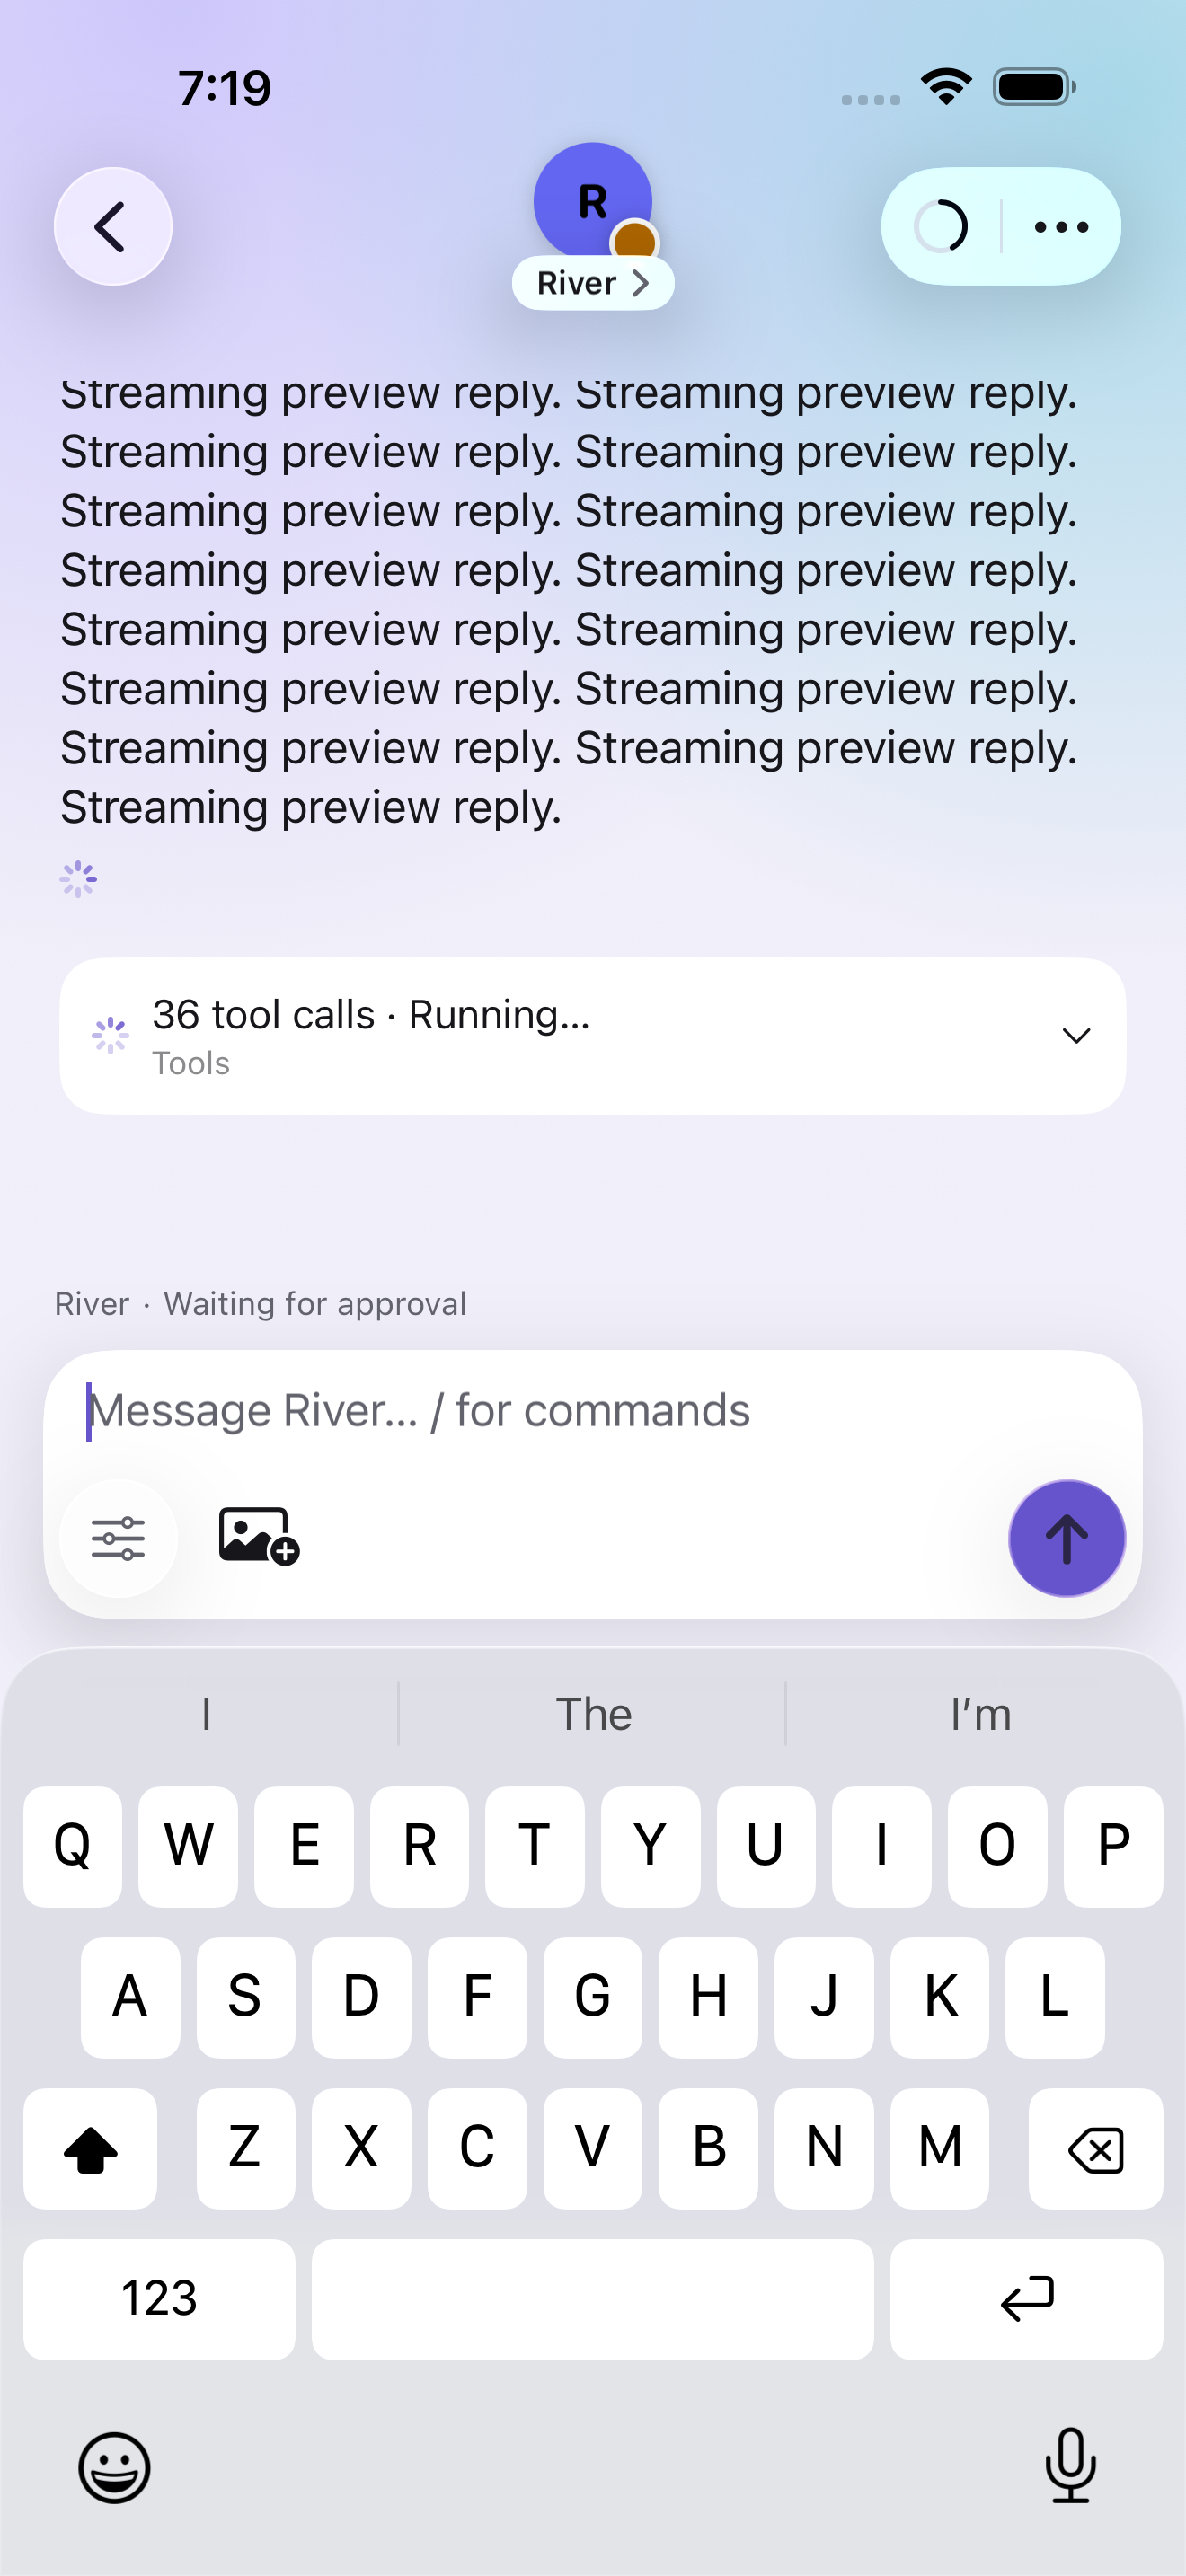 7:19
R
River
Streaming preview reply. Streaming preview reply.
Streaming preview reply. Streaming preview reply.
Streaming preview reply. Streaming preview reply.
Streaming preview reply. Streaming preview reply.
Streaming preview reply. Streaming preview reply.
Streaming preview reply. Streaming preview reply.
Streaming preview reply. Streaming preview reply.
Streaming preview reply.
36 tool calls · Running...
Tools
River · Waiting for approval
Message River... / for commands
I The I'm
Q W E R T Y U I O P
A S D F G H J K L
Z X C V B N M
123